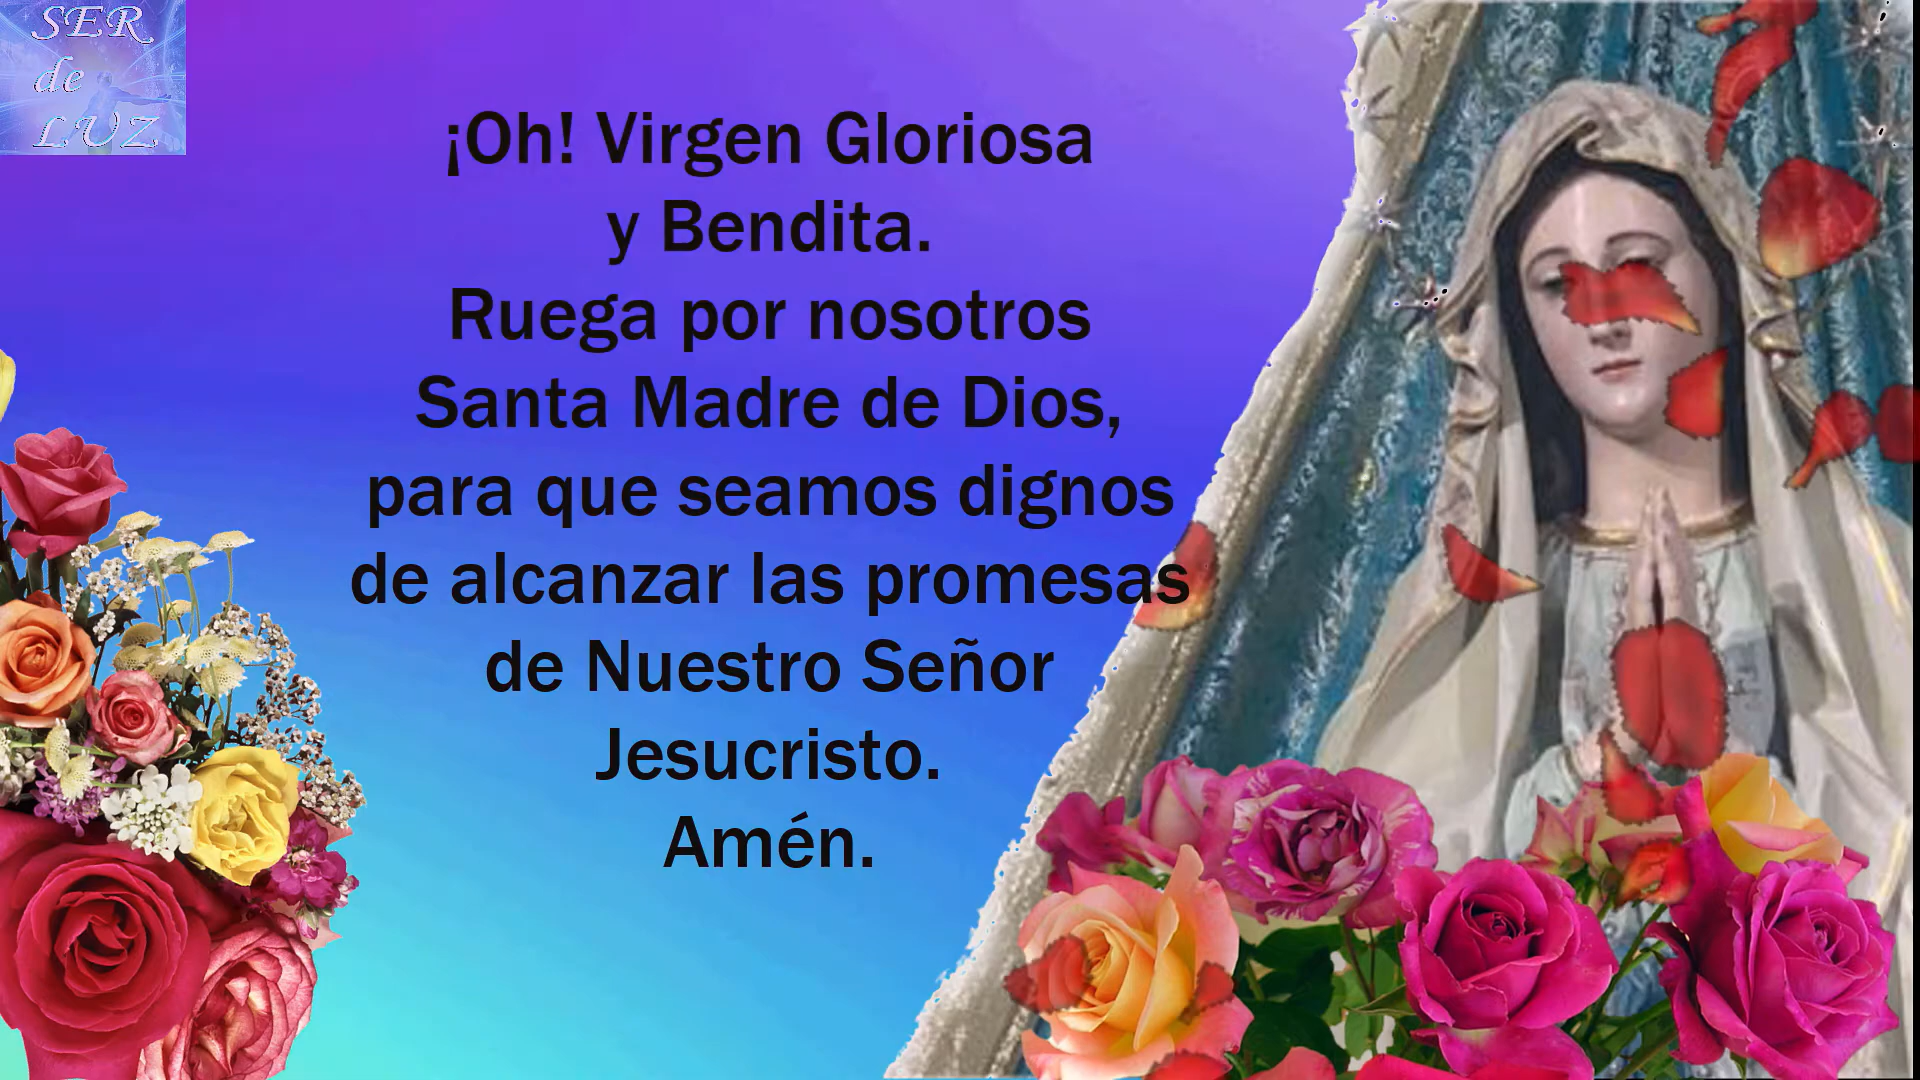 SER
de
LUZ
¡Oh! Virgen Gloriosa
y Bendita.
Ruega por nosotros
Santa Madre de Dios,
para que seamos dignos
de alcanzar las promesas
de Nuestro Señor
Jesucristo.
Amén.